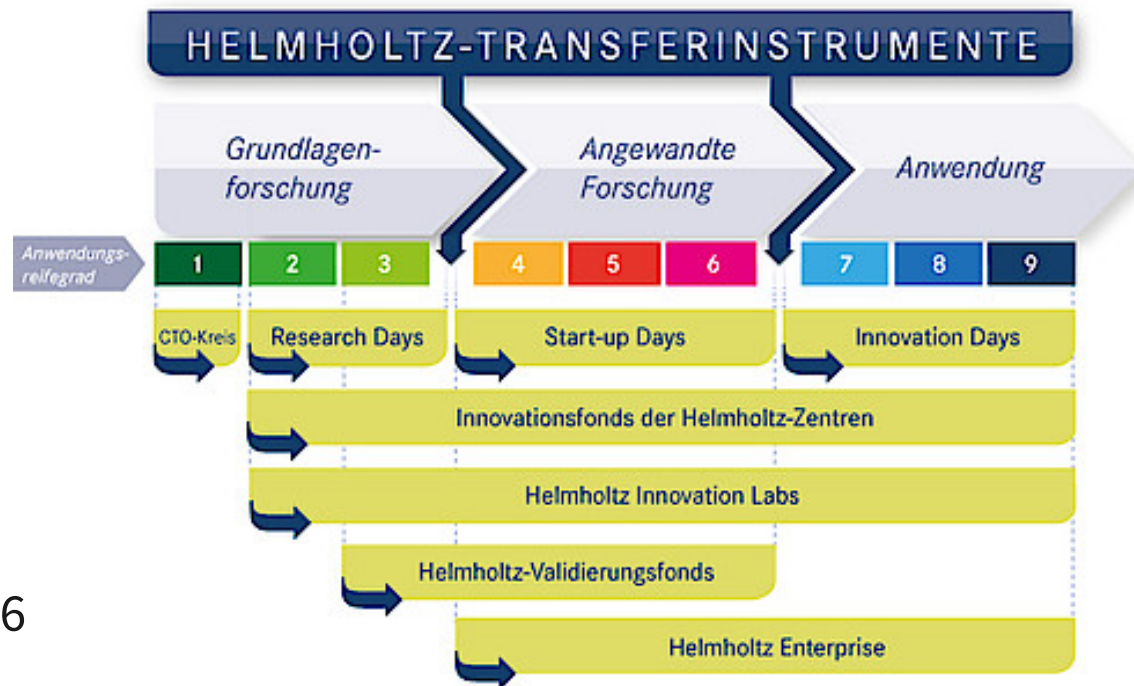 HELMHOLTZ-TRANSFERINSTRUMENTE
Grundlagen-
forschung
Angewandte
Forschung
Anwendung
Anwendungs-
reifegrad
1 2 3 4 5 6 7 8 9
CTO-Kreis Research Days Start-up Days Innovation Days
Innovationsfonds der Helmholtz-Zentren
Helmholtz Innovation Labs
Helmholtz-Validierungsfonds
6
Helmholtz Enterprise